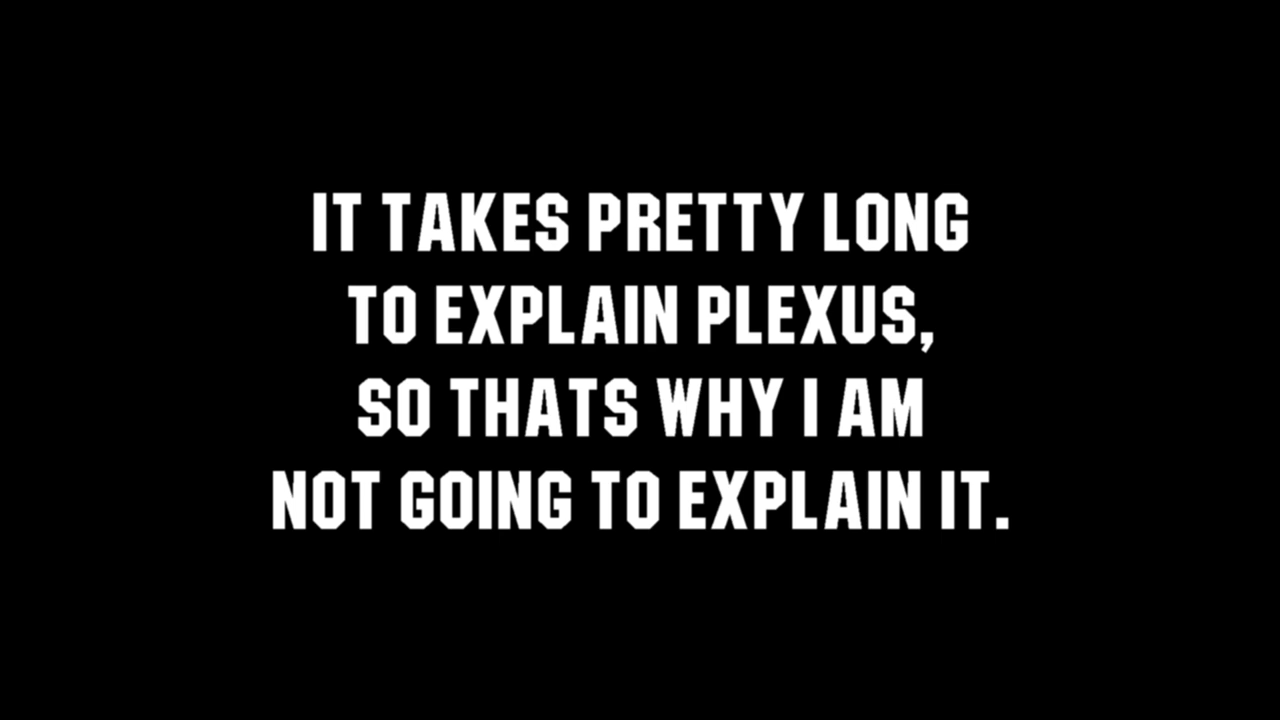 IT TAKES PRETTY LONG
TO EXPLAIN PLEXUS,
SO THATS WHY I AM
NOT GOING TO EXPLAIN IT.